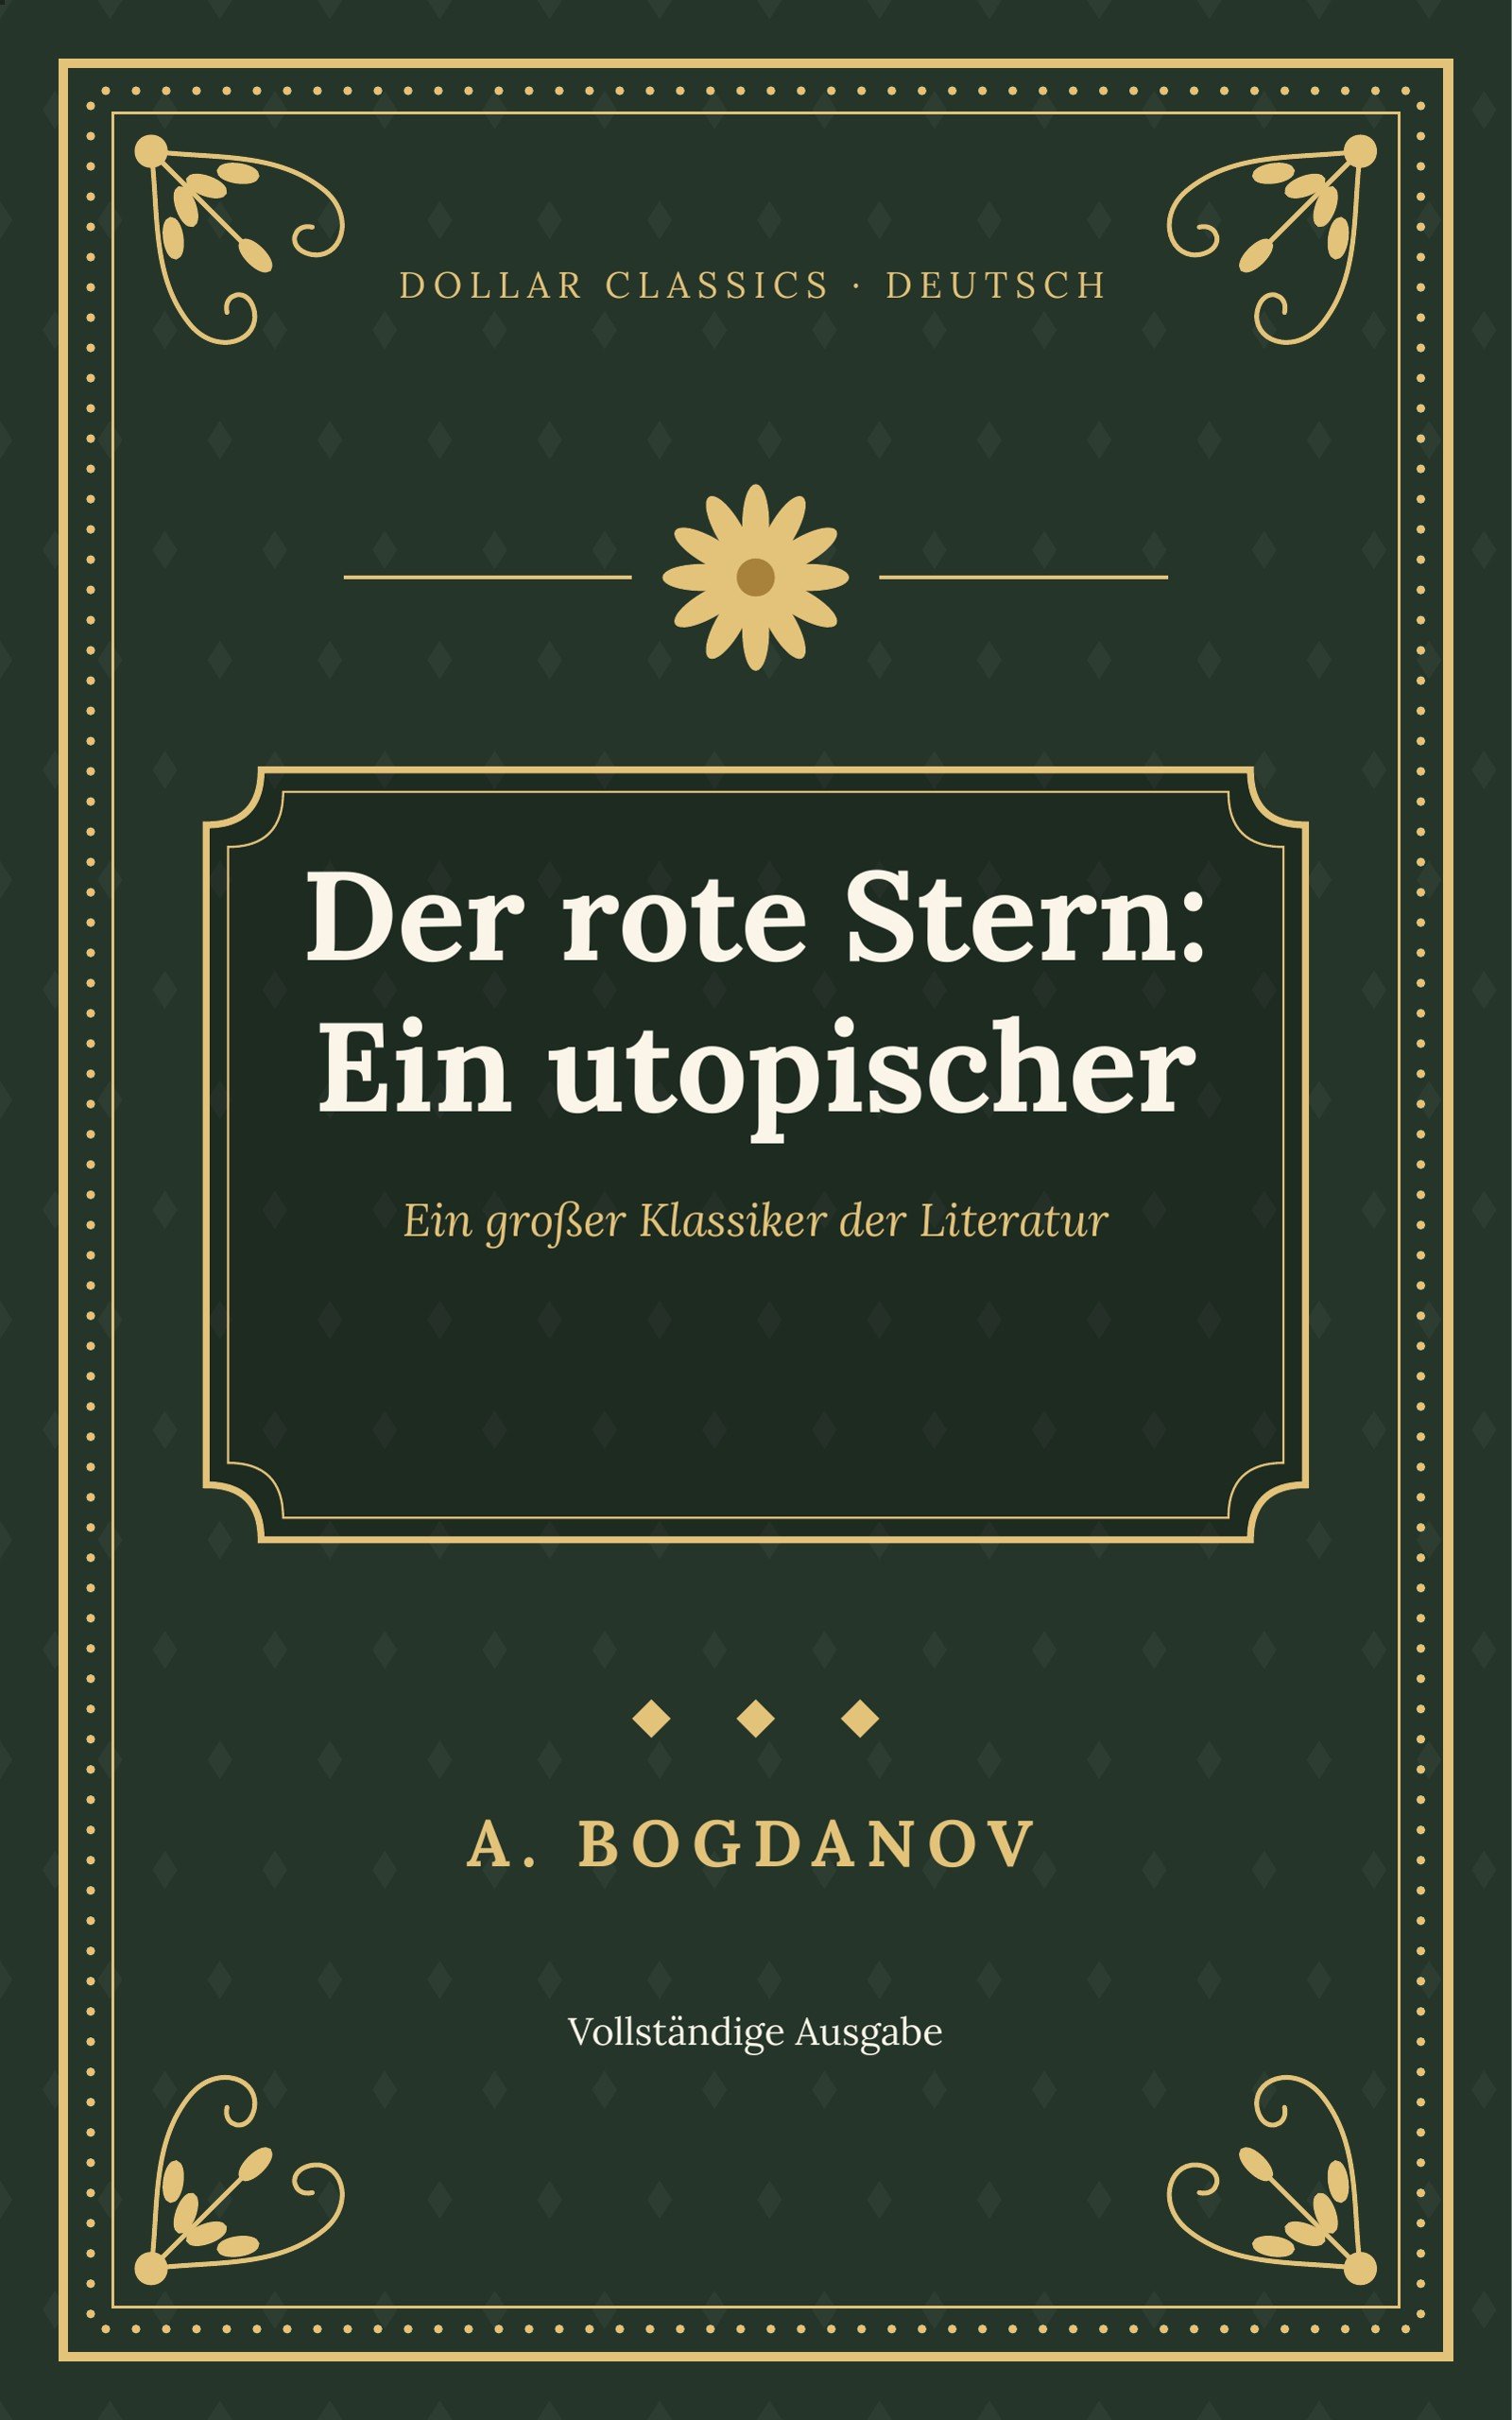 DOLLAR CLASSICS · DEUTSCH
Der rote Stern:
Ein utopischer
Ein großer Klassiker der Literatur
A. BOGDANOV
Vollständige Ausgabe